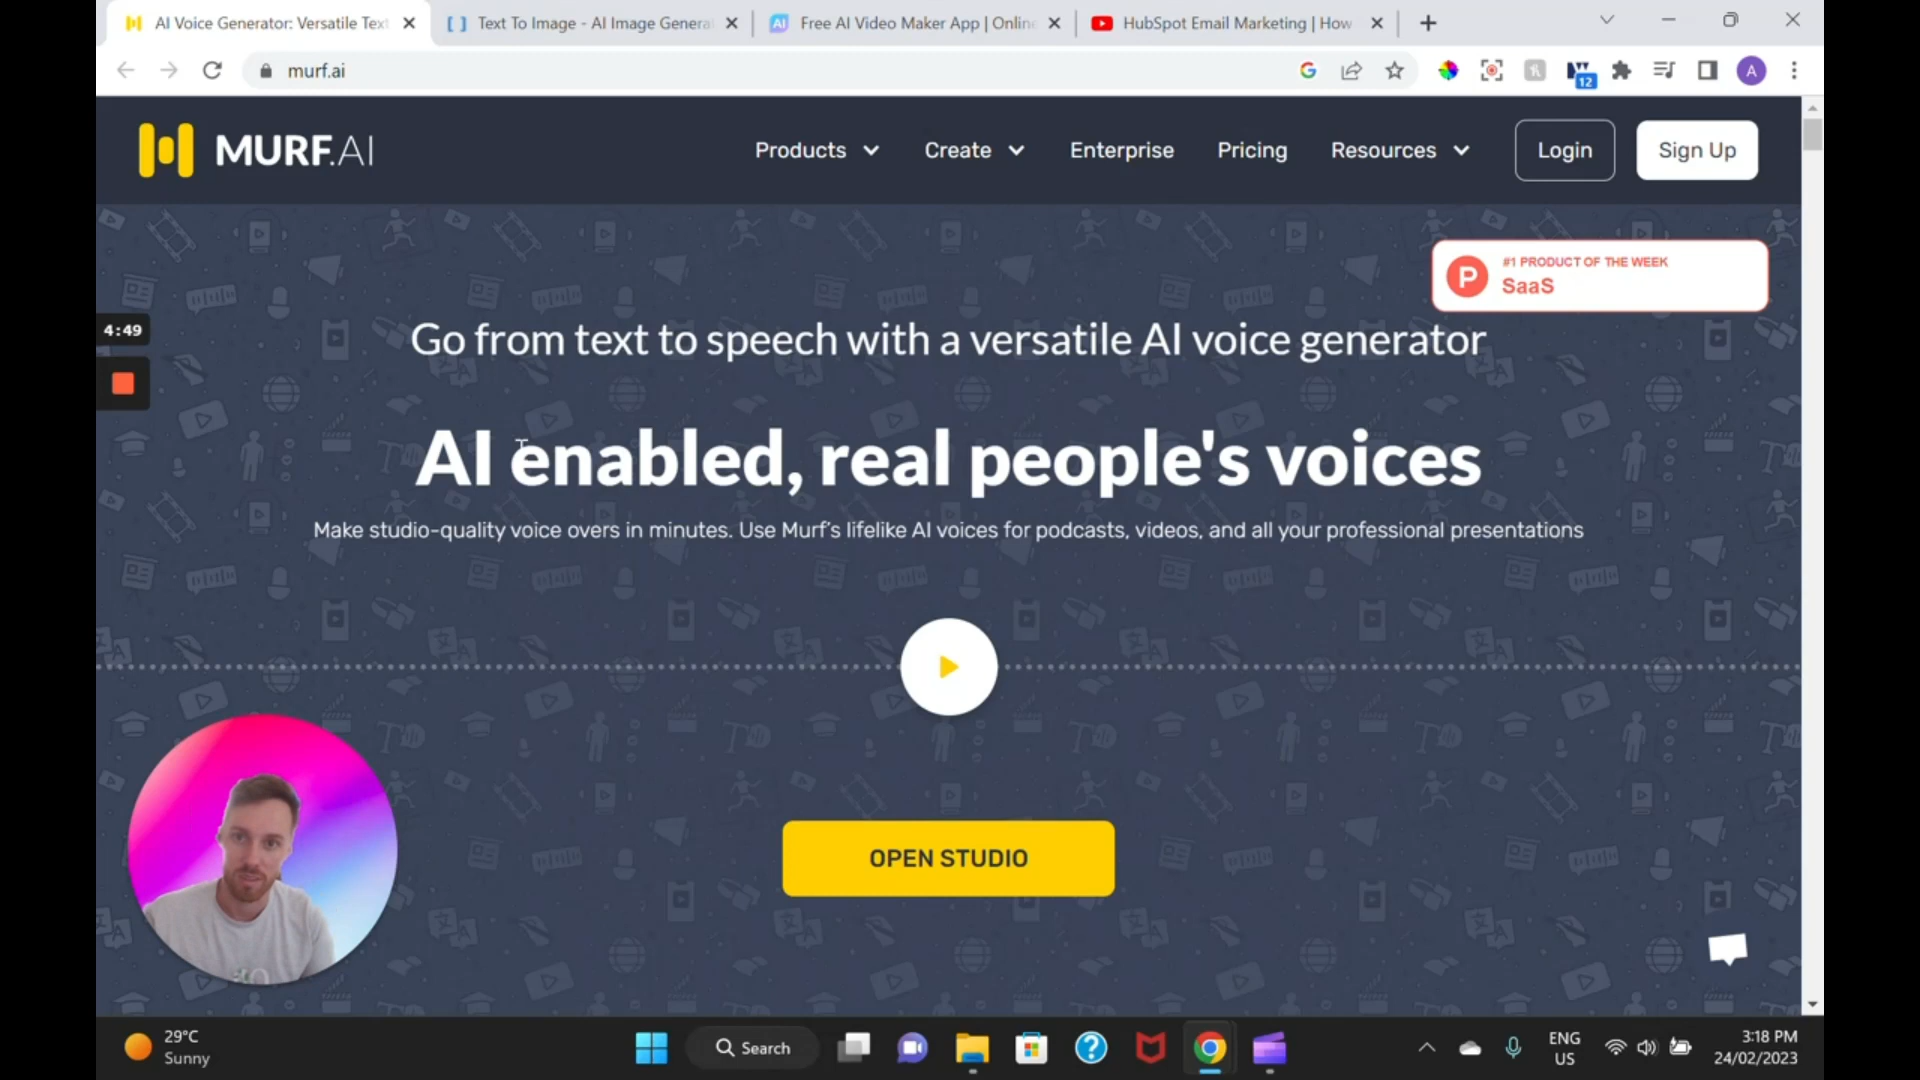 AI Voice Generator: Versatile Text
Text To Image - AI Image Genera
Free AI Video Maker App | Online
HubSpot Email Marketing | How
murf.ai
12
A
MURF.AI
Products
Create
Enterprise
Pricing
Resources
Login
Sign Up
P
#1 PRODUCT OF THE WEEK
SaaS
4:49
Go from text to speech with a versatile AI voice generator
AI enabled, real people's voices
Make studio-quality voice overs in minutes. Use Murf's lifelike AI voices for podcasts, videos, and all your professional presentations
OPEN STUDIO
29°C
Sunny
Search
ENG
US
3:18 PM
24/02/2023